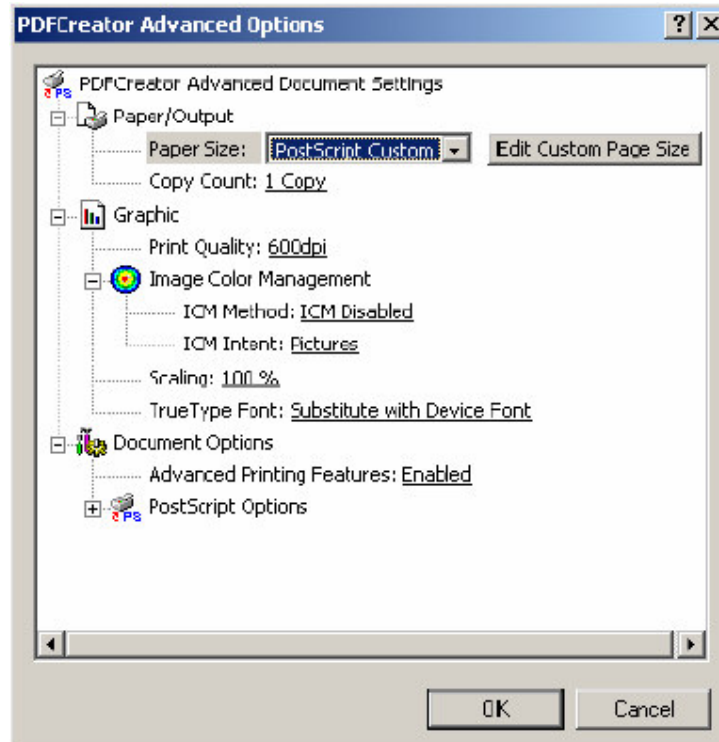 PDFCreator Advanced Options
PDFCreator Advanced Document Settings
Paper/Output
Paper Size: PostScript Custom Edit Custom Page Size
Copy Count: 1 Copy
Graphic
Print Quality: 600dpi
Image Color Management
ICM Method: ICM Disabled
ICM Intent: Pictures
Scaling: 100 %
TrueType Font: Substitute with Device Font
Document Options
Advanced Printing Features: Enabled
PostScript Options
OK Cancel